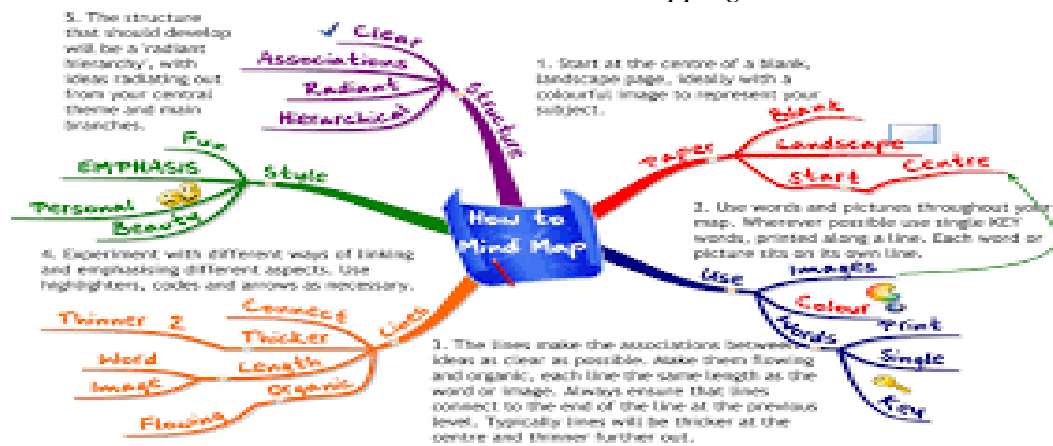 5. The structure
that should develop
will be a 'radiant
hierarchy', with
ideas radiating out
from your central
theme and main
branches.
Clear
Associations
Radiant
Hierarchical
Structure
1. Start at the centre of a blank,
landscape page, ideally with a
colourful image to represent your
subject.
Paper
Blank
Landscape
Start
Centre
Fun
EMPHASIS
Personal
Beauty
Style
How to
Mind Map
2. Use words and pictures throughout your
map. Wherever possible use single KEY
words, printed along a line. Each word or
picture sits on its own line.
Use
Images
Colour
Words
Print
Single
Key
4. Experiment with different ways of linking
and emphasising different aspects. Use
highlighters, codes and arrows as necessary.
Lines
Connect
Thinner 2 Thicker
Length
Word
Image
Organic
Flowing
3. The lines make the associations between
ideas as clear as possible. Make them flowing
and organic, each line the same length as the
word or image. Always ensure that lines
connect to the end of the line at the previous
level. Typically lines will be thicker at the
centre and thinner further out.